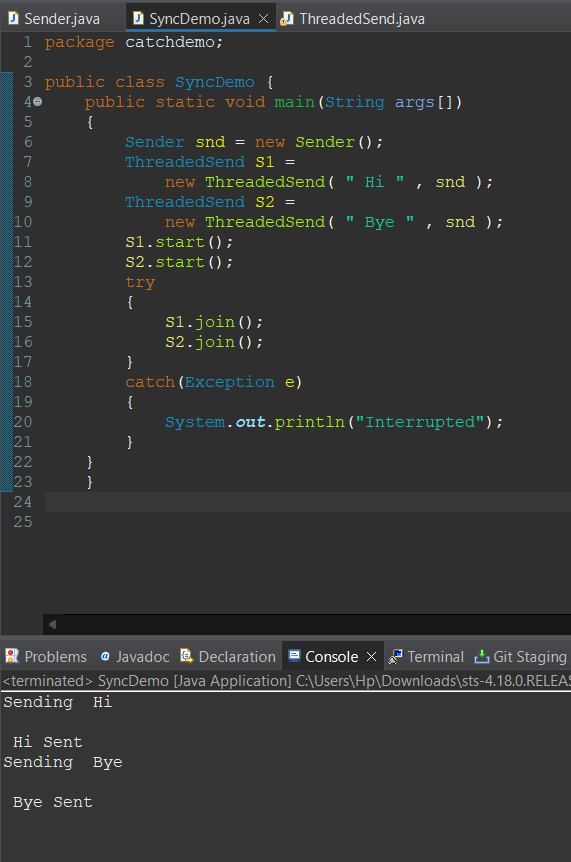 Sender.java SyncDemo.java ThreadedSend.java
1 package catchdemo;
2
3 public class SyncDemo {
4     public static void main(String args[])
5     {
6         Sender snd = new Sender();
7         ThreadedSend S1 =
8             new ThreadedSend( " Hi " , snd );
9         ThreadedSend S2 =
10             new ThreadedSend( " Bye " , snd );
11         S1.start();
12         S2.start();
13         try
14         {
15             S1.join();
16             S2.join();
17         }
18         catch(Exception e)
19         {
20             System.out.println("Interrupted");
21         }
22     }
23     }
24
25
Problems @ Javadoc Declaration Console Terminal Git Staging
<terminated> SyncDemo [Java Application] C:\Users\Hp\Downloads\sts-4.18.0.RELEAS
Sending  Hi
 Hi Sent
Sending  Bye
 Bye Sent